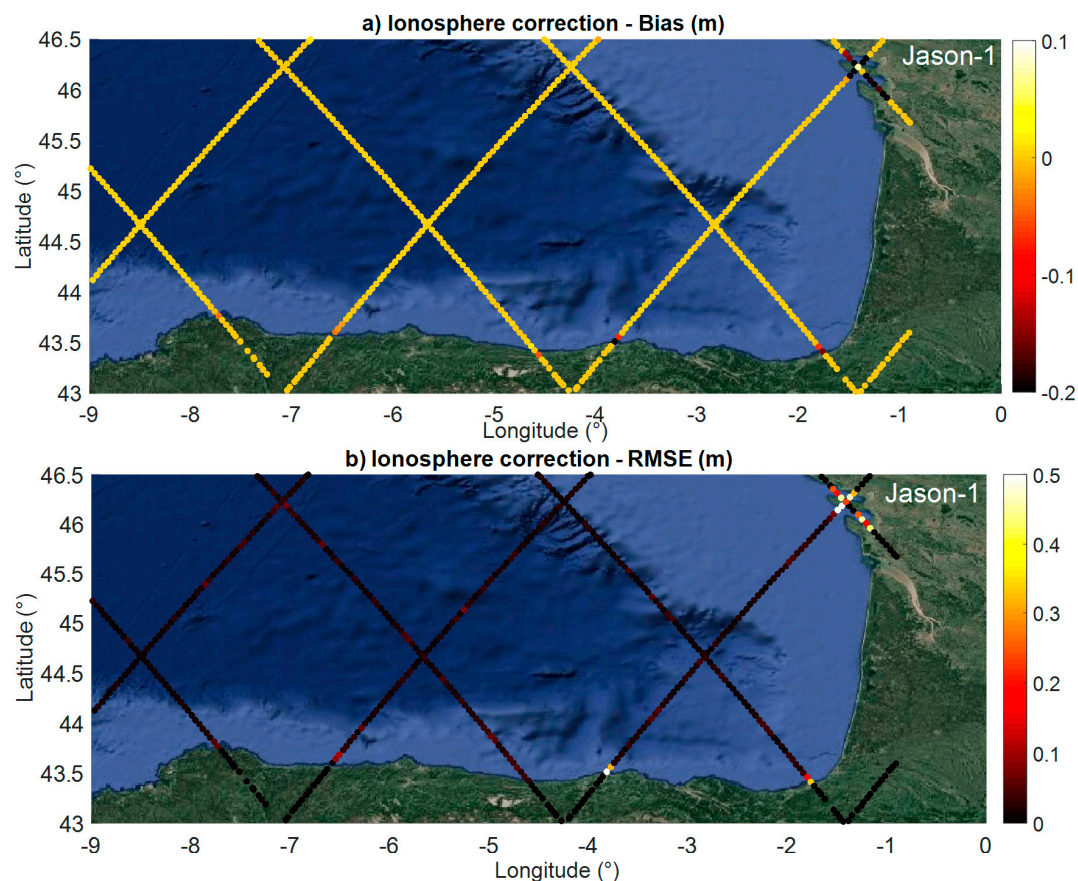 a) Ionosphere correction - Bias (m)
46.5
46
45.5
45
44.5
44
43.5
43
Latitude (°)
Jason-1
0.1
0
-0.1
-0.2
-9 -8 -7 -6 -5 -4 -3 -2 -1 0
Longitude (°)
b) Ionosphere correction - RMSE (m)
46.5
46
45.5
45
44.5
44
43.5
43
Latitude (°)
Jason-1
0.5
0.4
0.3
0.2
0.1
0
-9 -8 -7 -6 -5 -4 -3 -2 -1 0
Longitude (°)